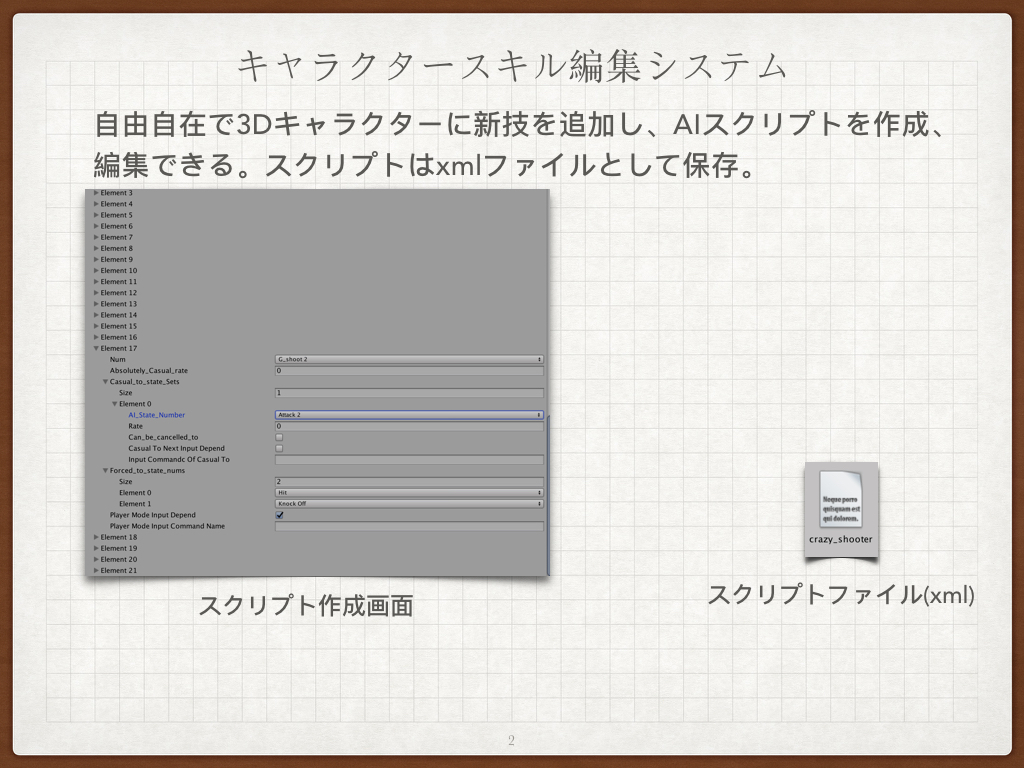 キャラクタースキル編集システム
自由自在で3Dキャラクターに新技を追加し、AIスクリプトを作成、
編集できる。スクリプトはxmlファイルとして保存。
Element 3
Element 4
Element 5
Element 6
Element 7
Element 8
Element 9
Element 10
Element 11
Element 12
Element 13
Element 14
Element 15
Element 16
Element 17
Num G_shoot 2
Absolutely_Casual_rate 0
Casual_to_state_Sets
Size 1
Element 0
AI_State_Number Attack 2
Rate 0
Can_be_cancelled_to
Casual To Next Input Depend
Input Commandc Of Casual To
Forced_to_state_nums
Size 2
Element 0 Hit
Element 1 Knock Off
Player Mode Input Depend
Player Mode Input Command Name
Element 18
Element 19
Element 20
Element 21
Neque porro
quisquam est
qui dolorem.
crazy_shooter
スクリプト作成画面
スクリプトファイル(xml)
2